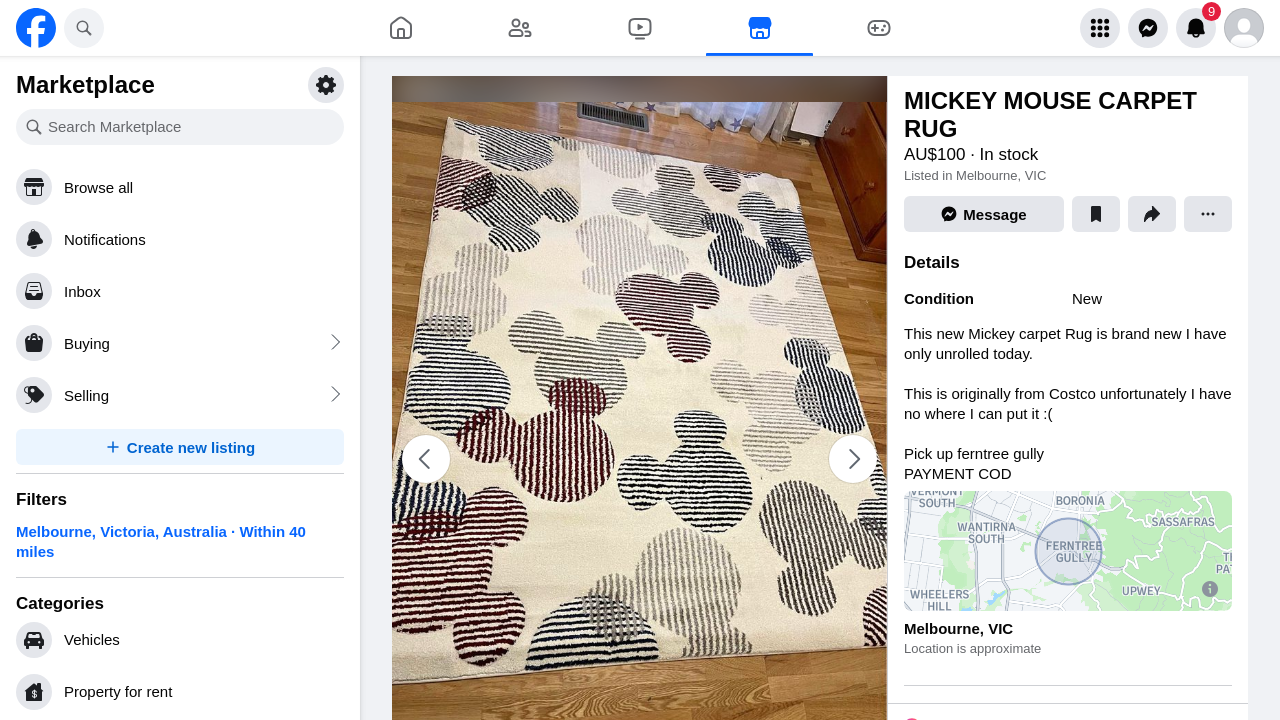 9
Marketplace
Search Marketplace
Browse all
Notifications
Inbox
Buying
Selling
Create new listing
Filters
Melbourne, Victoria, Australia · Within 40
miles
Categories
Vehicles
Property for rent
MICKEY MOUSE CARPET
RUG
AU$100 · In stock
Listed in Melbourne, VIC
Message
Details
Condition New
This new Mickey carpet Rug is brand new I have
only unrolled today.
This is originally from Costco unfortunately I have
no where I can put it :(
Pick up ferntree gully
PAYMENT COD
VERMONT
SOUTH
BORONIA
WANTIRNA
SOUTH
SASSAFRAS
FERNTREE
GULLY
UPWEY
WHEELERS
HILL
Melbourne, VIC
Location is approximate